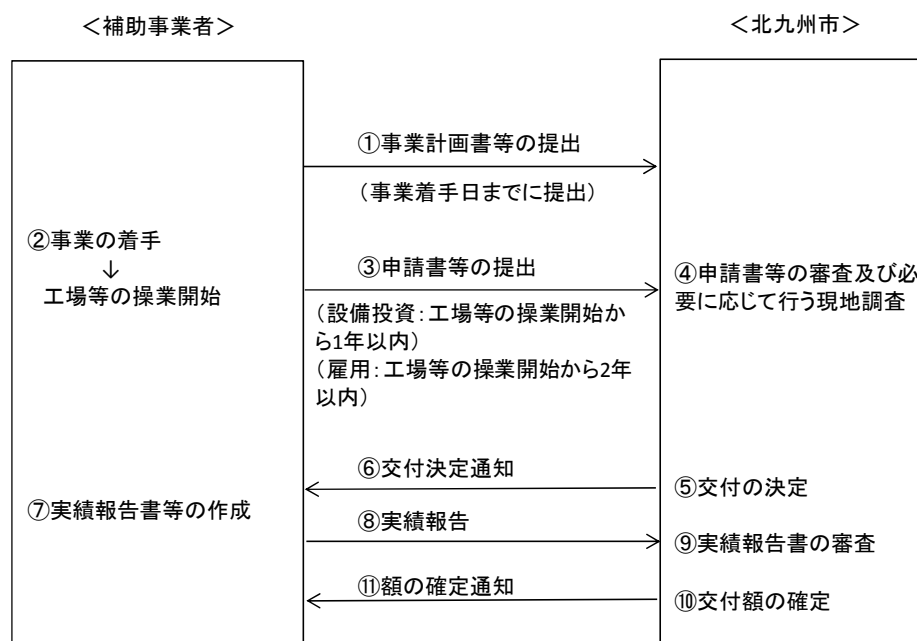 ＜補助事業者＞
＜北九州市＞
①事業計画書等の提出
（事業着手日までに提出）
②事業の着手
↓
工場等の操業開始
③申請書等の提出
（設備投資：工場等の操業開始か
ら1年以内）
（雇用：工場等の操業開始から2年
以内）
④申請書等の審査及び必
要に応じて行う現地調査
⑥交付決定通知
⑤交付の決定
⑦実績報告書等の作成
⑧実績報告
⑨実績報告書の審査
⑪額の確定通知
⑩交付額の確定